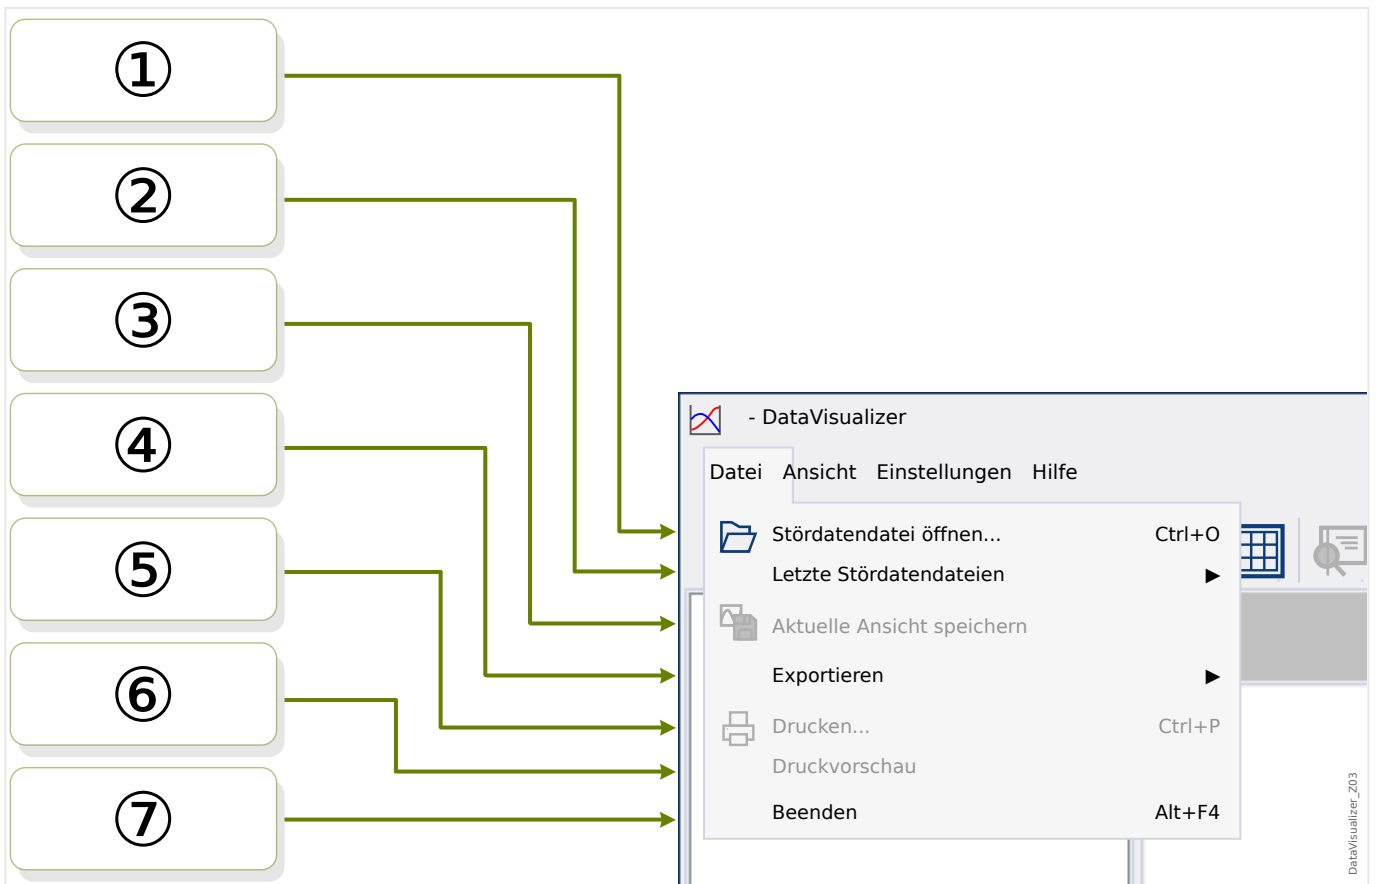 ①
②
③
④
⑤
⑥
⑦
- DataVisualizer
Datei Ansicht Einstellungen Hilfe
Stördatendatei öffnen... Ctrl+O
Letzte Stördatendateien ▶
Aktuelle Ansicht speichern
Exportieren ▶
Drucken... Ctrl+P
Druckvorschau
Beenden Alt+F4
DataVisualizer_Z03